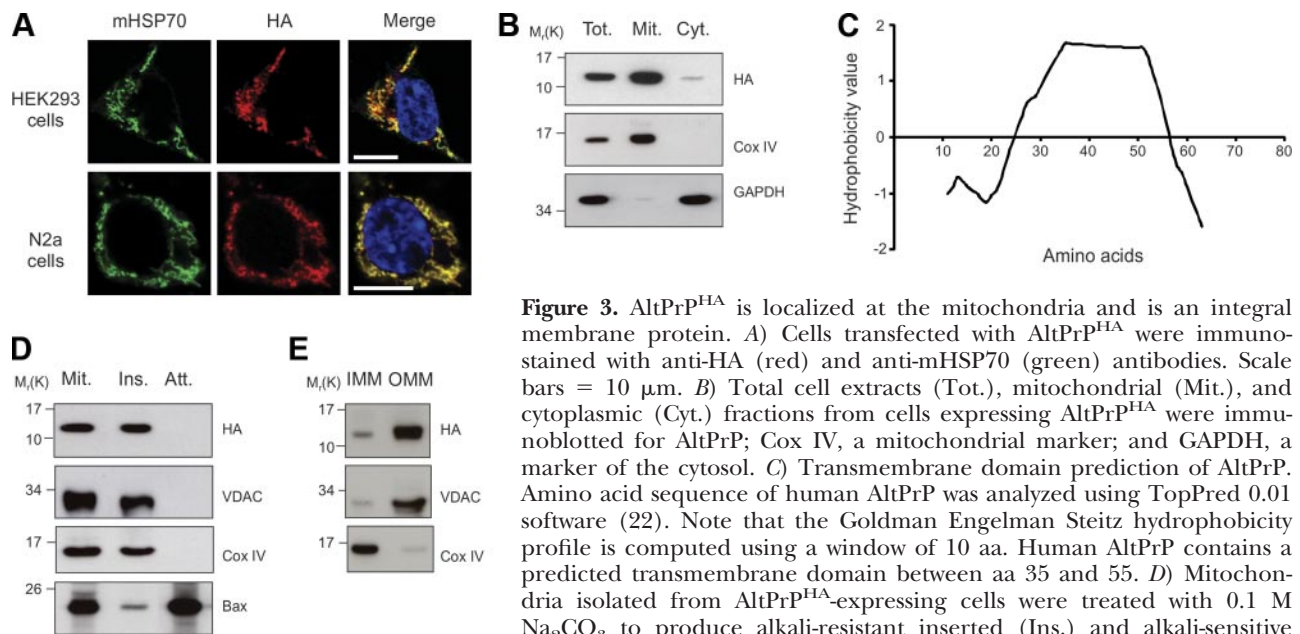 A
mHSP70 HA Merge
HEK293
cells
N2a
cells
B
Mr(K) Tot. Mit. Cyt.
17
10
HA
17
Cox IV
34
GAPDH
C
Hydrophobicity value
2
1
0
-1
-2
10 20 30 40 50 60 70 80
Amino acids
D
Mr(K) Mit. Ins. Att.
17
10
HA
34
VDAC
17
Cox IV
26
Bax
E
Mr(K) IMM OMM
17
10
HA
34
VDAC
17
Cox IV
Figure 3. AltPrPHA is localized at the mitochondria and is an integral
membrane protein. A) Cells transfected with AltPrPHA were immuno-
stained with anti-HA (red) and anti-mHSP70 (green) antibodies. Scale
bars = 10 μm. B) Total cell extracts (Tot.), mitochondrial (Mit.), and
cytoplasmic (Cyt.) fractions from cells expressing AltPrPHA were immu-
noblotted for AltPrP; Cox IV, a mitochondrial marker; and GAPDH, a
marker of the cytosol. C) Transmembrane domain prediction of AltPrP.
Amino acid sequence of human AltPrP was analyzed using TopPred 0.01
software (22). Note that the Goldman Engelman Steitz hydrophobicity
profile is computed using a window of 10 aa. Human AltPrP contains a
predicted transmembrane domain between aa 35 and 55. D) Mitochon-
dria isolated from AltPrPHA-expressing cells were treated with 0.1 M
Na2CO3 to produce alkali-resistant inserted (Ins.) and alkali-sensitive